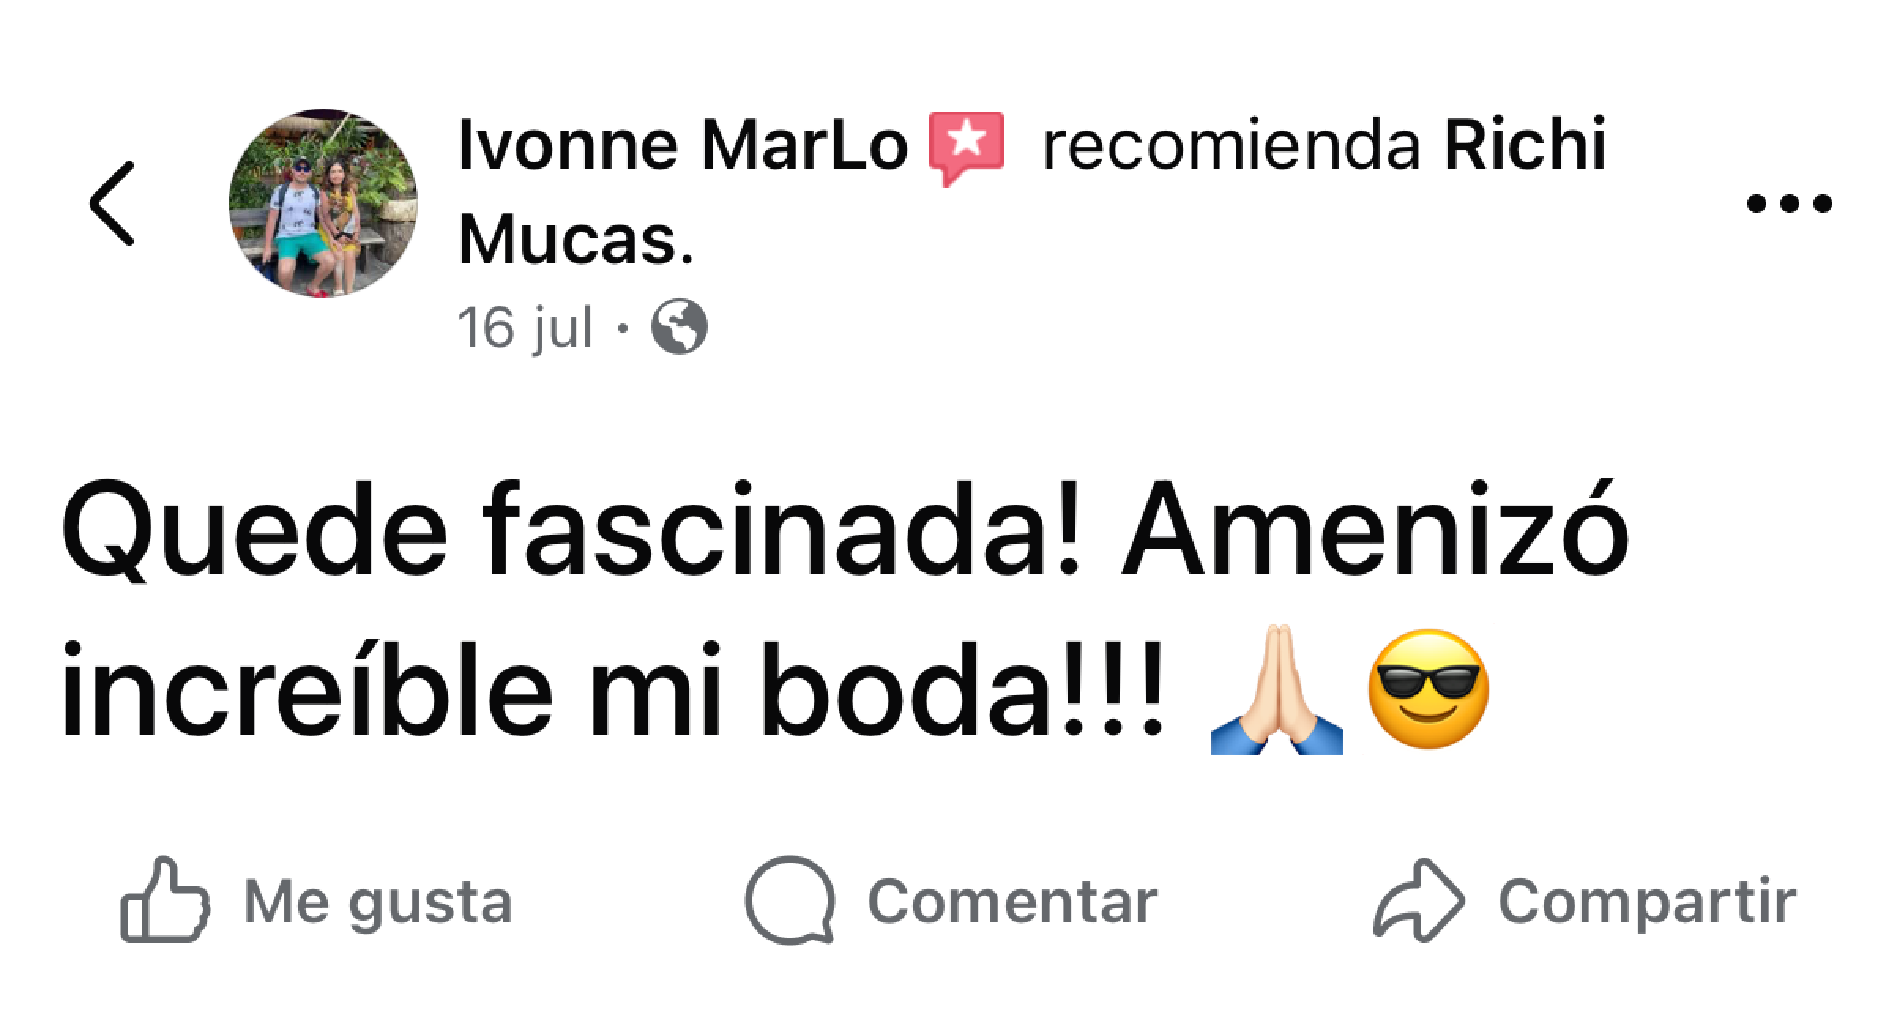 Ivonne MarLo recomienda Richi
Mucas.
16 jul ·
Quede fascinada! Amenizó
increíble mi boda!!! 🙏🏻😎
Me gusta
Comentar
Compartir